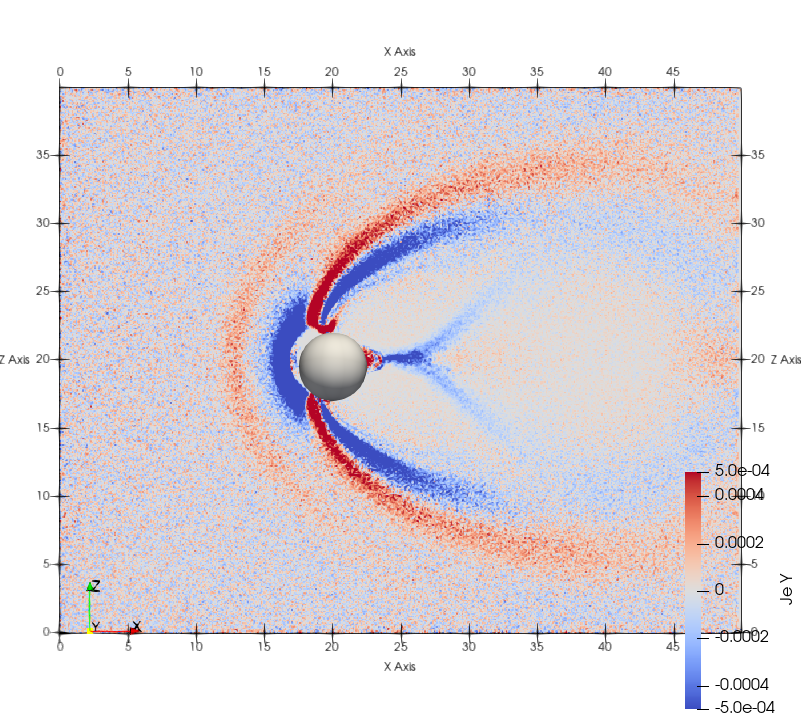 X Axis
0 5 10 15 20 25 30 35 40 45
35 35
30 30
25 25
Z Axis 20 20 Z Axis
15 15
5.0e-04
10 0.0004
0.0002
5 5
0
Je Y
Z
Y X
0 -0.0002
0 5 10 15 20 25 30 35 40 45
X Axis
-0.0004
-5.0e-04